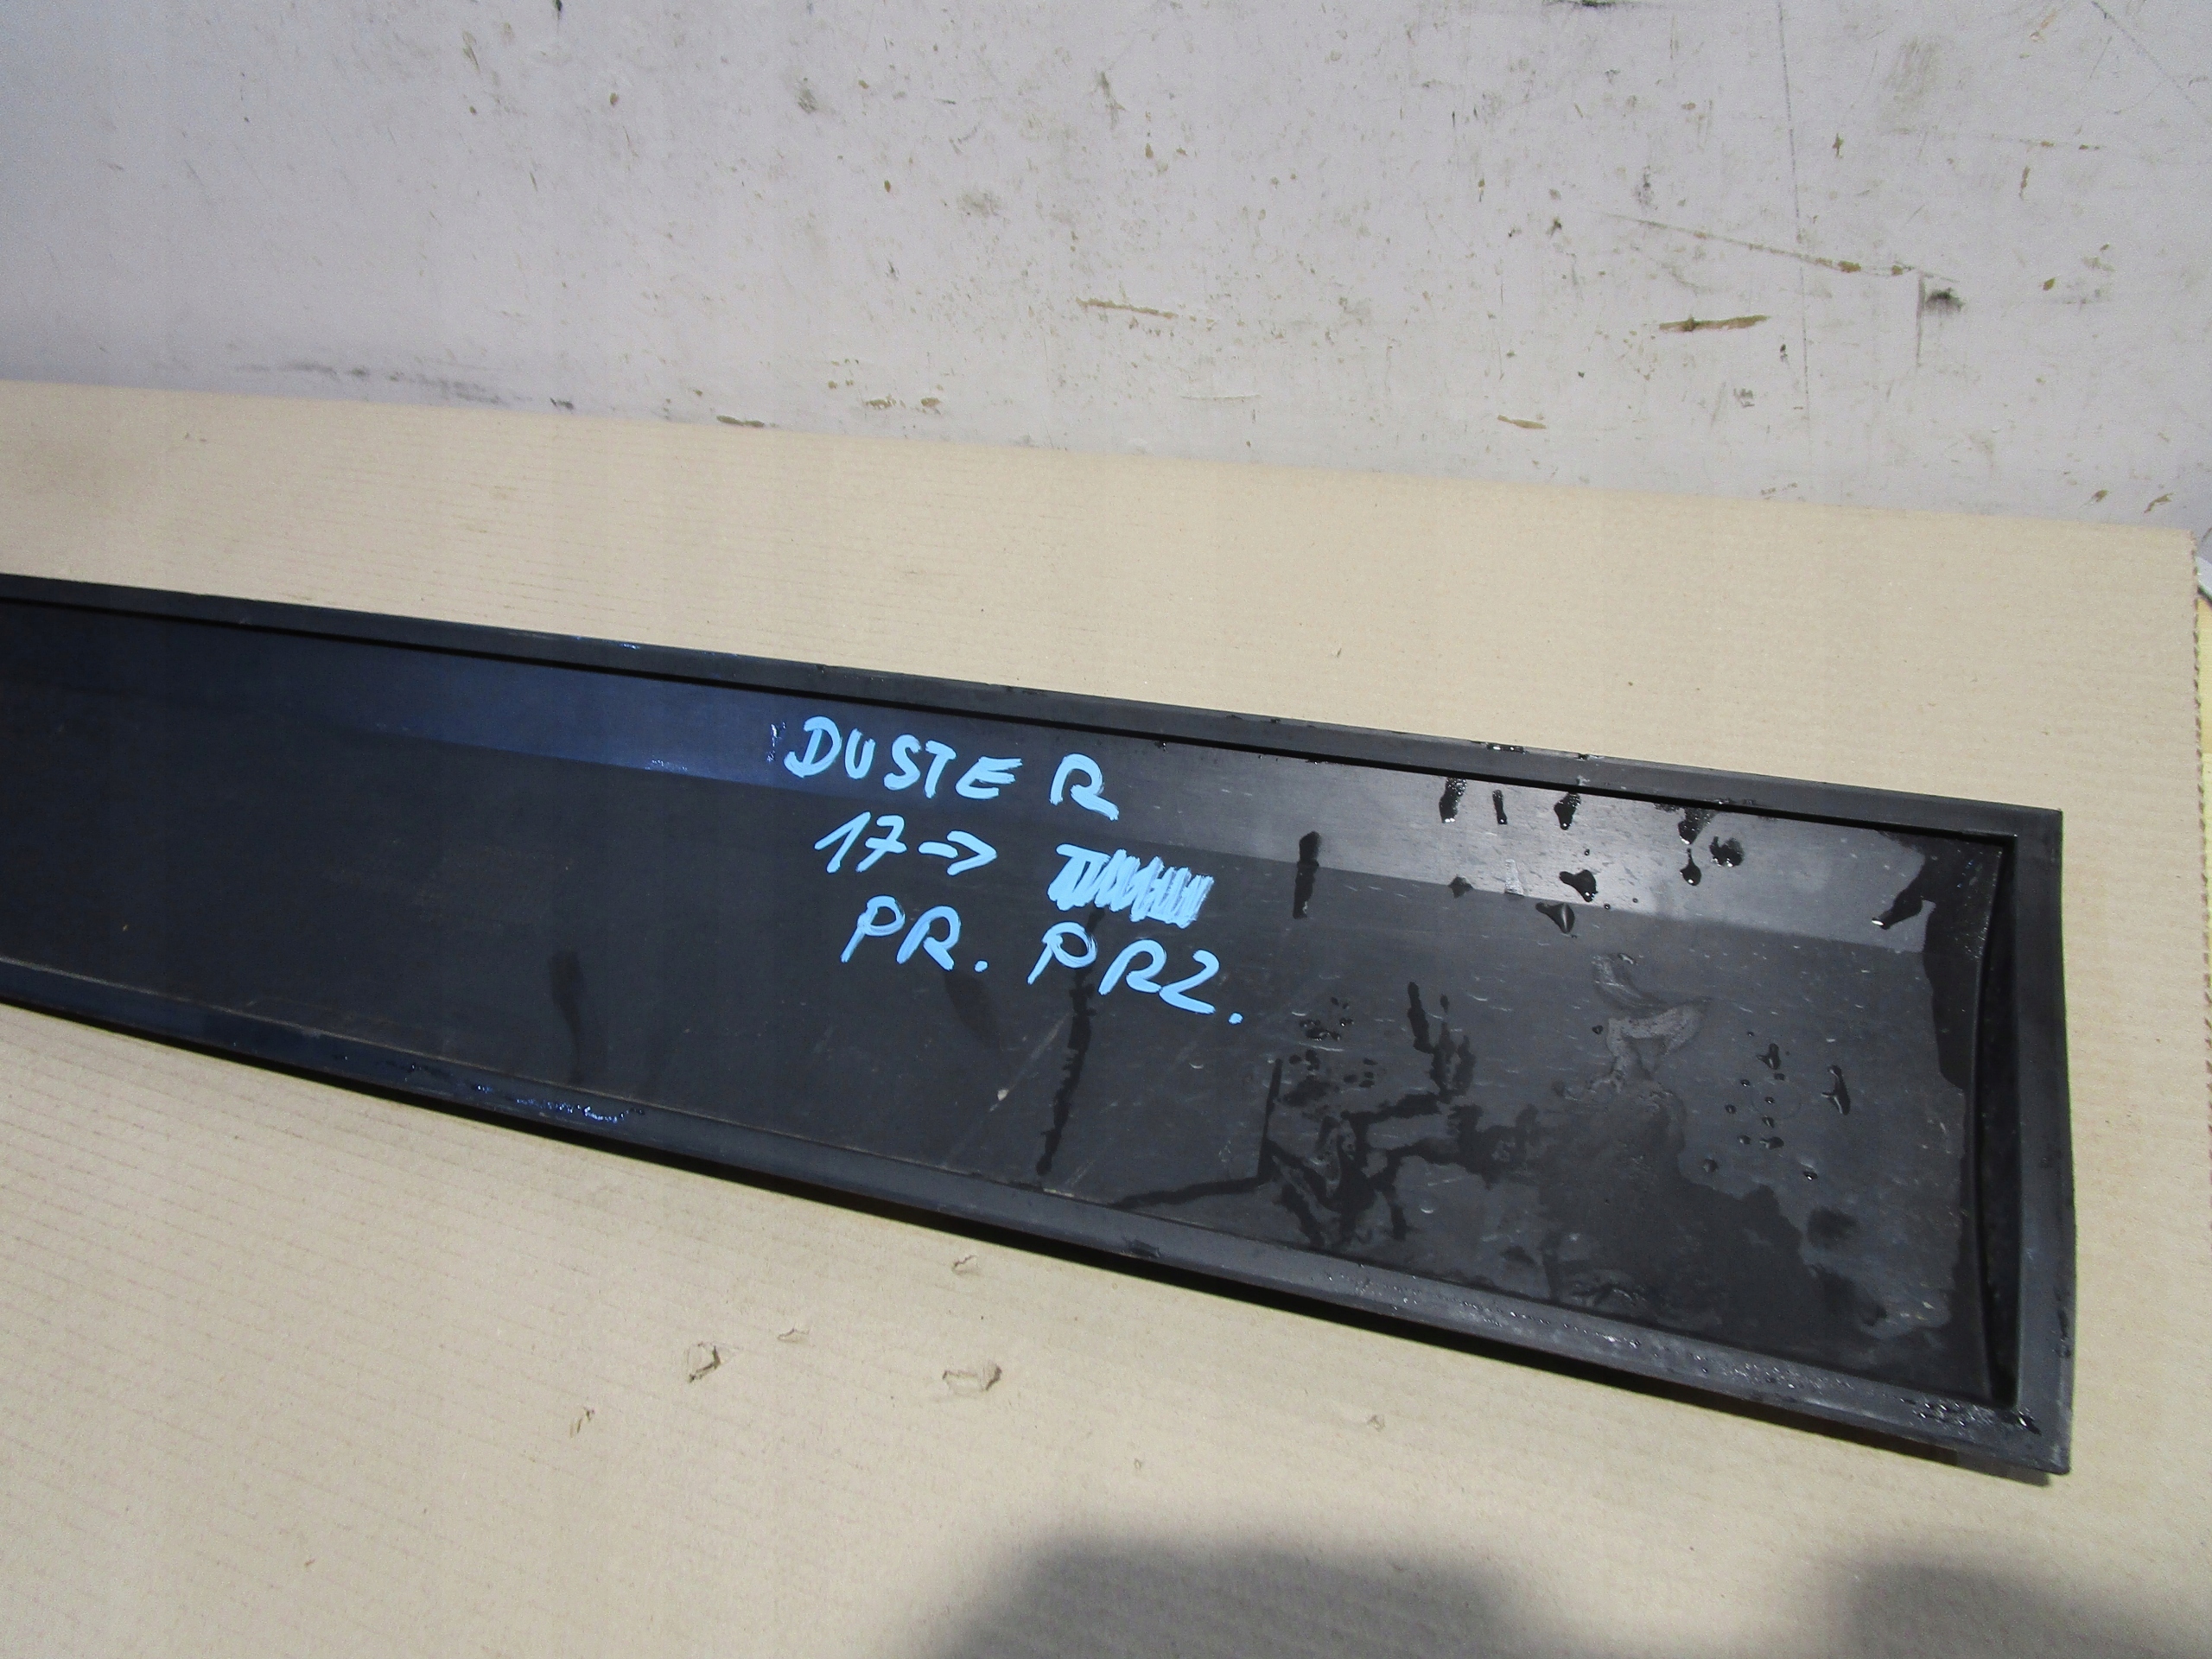 DUSTER
17->
PR. PRZ.